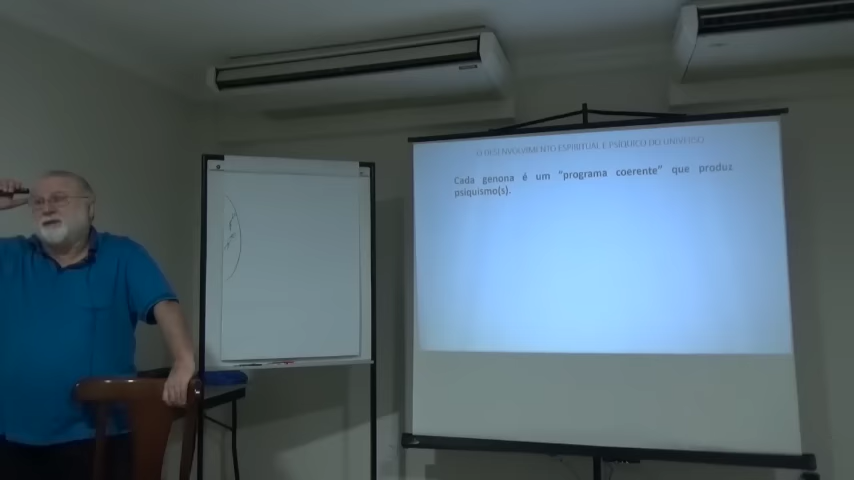 O DESENVOLVIMENTO ESPIRITUAL E PSÍQUICO DO UNIVERSO
Cada genona é um "programa coerente" que produz
psiquismo(s).